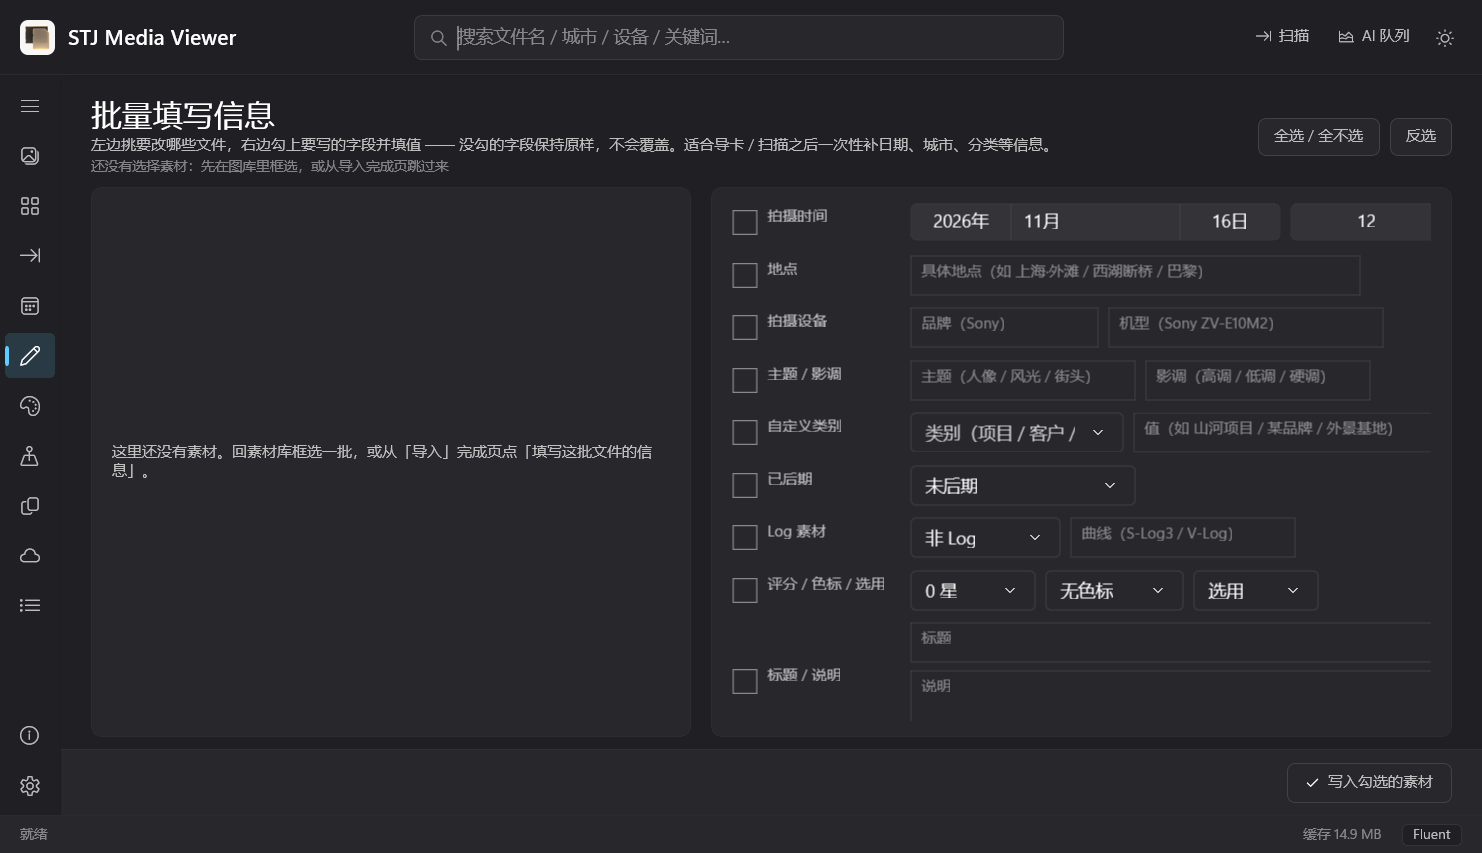 STJ Media Viewer
搜索文件名 / 城市 / 设备 / 关键词...
扫描
AI 队列
批量填写信息
左边挑要改哪些文件，右边勾上要写的字段并填值 —— 没勾的字段保持原样，不会覆盖。适合导卡 / 扫描之后一次性补日期、城市、分类等信息。
还没有选择素材：先在图库里框选，或从导入完成页跳过来
全选 / 全不选
反选
这里还没有素材。回素材库框选一批，或从「导入」完成页点「填写这批文件的信
息」。
拍摄时间
2026年
11月
16日
12
地点
具体地点（如 上海·外滩 / 西湖断桥 / 巴黎）
拍摄设备
品牌（Sony）
机型（Sony ZV-E10M2）
主题 / 影调
主题（人像 / 风光 / 街头）
影调（高调 / 低调 / 硬调）
自定义类别
类别（项目 / 客户 /
值（如 山河项目 / 某品牌 / 外景基地）
已后期
未后期
Log 素材
非 Log
曲线（S-Log3 / V-Log）
评分 / 色标 / 选用
0 星
无色标
选用
标题
标题 / 说明
说明
写入勾选的素材
就绪
缓存 14.9 MB
Fluent